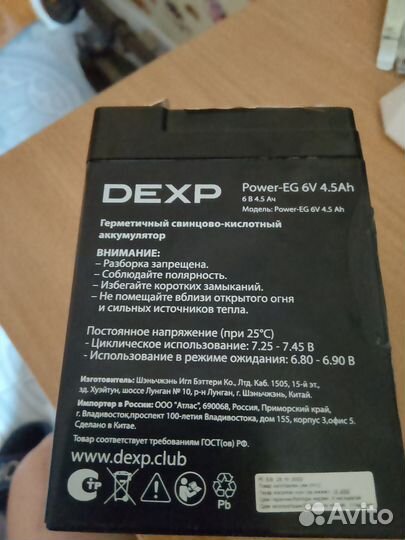 DEXP
Power-EG 6V 4.5Ah
6 В 4.5 Ач
Модель: Power-EG 6V 4.5 Ah
Герметичный свинцово-кислотный
аккумулятор
ВНИМАНИЕ:
- Разборка запрещена.
- Соблюдайте полярность.
- Избегайте коротких замыканий.
- Не помещайте вблизи открытого огня
и сильных источников тепла.
Постоянное напряжение (при 25°C)
- Циклическое использование: 7.25 - 7.45 В
- Использование в режиме ожидания: 6.80 - 6.90 В
Изготовитель: Шэньчжэнь Игл Бэттери Ко., Лтд. Каб. 1505, 15-й эт.,
зд. Хуэйтун, шоссе Лунган № 10, р-н Лунган, г. Шэньчжэнь, Китай.
Импортер в России: ООО "Атлас", 690068, Россия, Приморский край,
г. Владивосток, проспект 100-летия Владивостока, дом 155, корпус 3, офис 5.
Сделано в Китае.
Товар соответствует требованиям ГОСТ(ов) РФ.
www.dexp.club
Pb
Avito